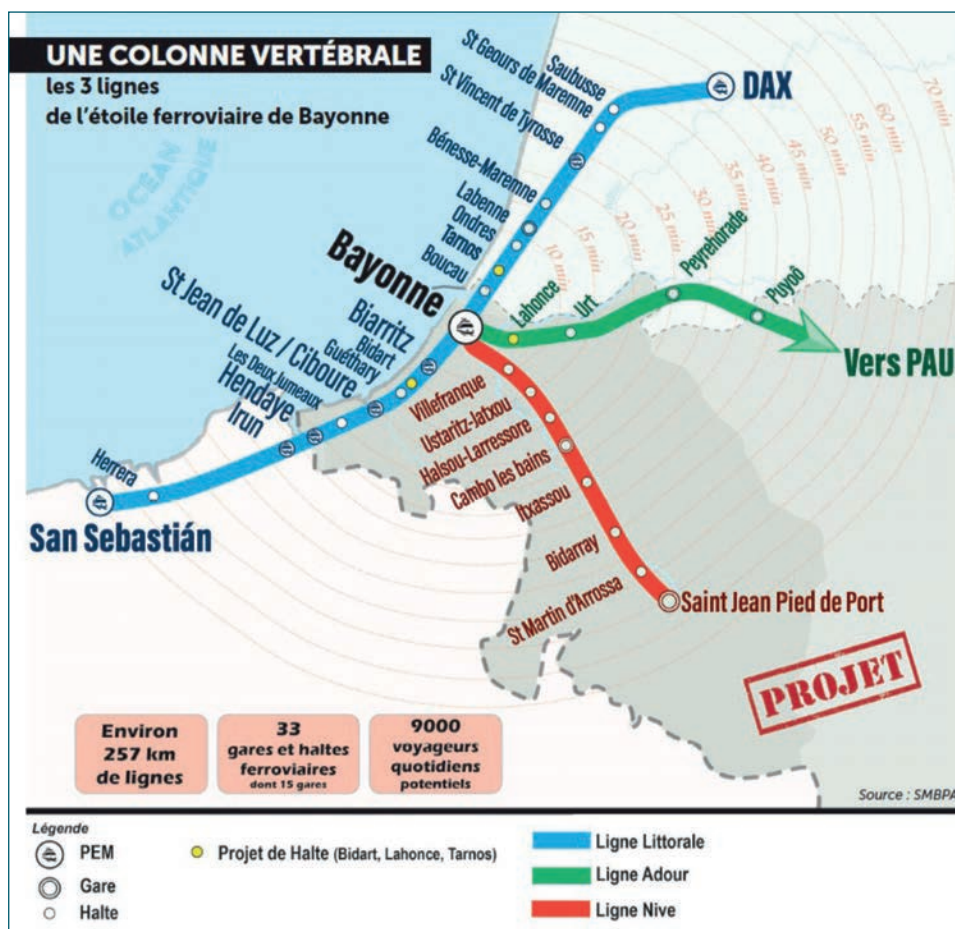 UNE COLONNE VERTÉBRALE
les 3 lignes
de l'étoile ferroviaire de Bayonne
OCÉAN
ATLANTIQUE
DAX
Saubusse
St Geours de Maremne
St Vincent de Tyrosse
Bénesse-Maremne
Labenne
Ondres
Tarnos
Boucau
Bayonne
Biarritz
Bidart
Guéthary
St Jean de Luz / Ciboure
Les Deux Jumeaux
Hendaye
Irun
Herrera
San Sebastián
10 min
15 min
20 min
25 min
30 min
35 min
40 min
45 min
50 min
55 min
60 min
70 min
Lahonce
Urt
Peyrehorade
Puyoô
Vers PAU
Villefranque
Ustaritz-Jatxou
Halsou-Larressore
Cambo les bains
Itxassou
Bidarray
St Martin d'Arrossa
Saint Jean Pied de Port
PROJET
Environ
257 km
de lignes
33
gares et haltes
ferroviaires
dont 15 gares
9000
voyageurs
quotidiens
potentiels
Source : SMBPA
Légende
PEM
Gare
Halte
Projet de Halte (Bidart, Lahonce, Tarnos)
Ligne Littorale
Ligne Adour
Ligne Nive